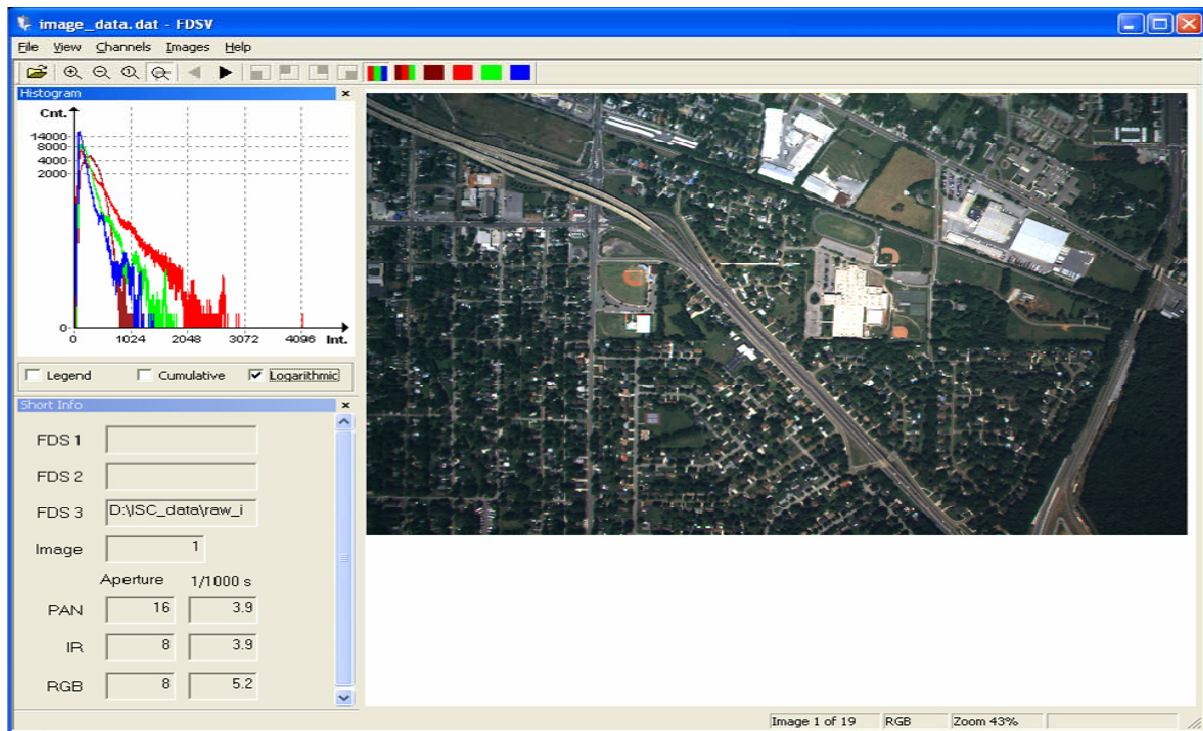 image_data.dat - FDSV
File View Channels Images Help
Histogram
Cnt.
14000
8000
4000
2000
0
0 1024 2048 3072 4096 Int.
Legend Cumulative Logarithmic
Short Info
FDS 1
FDS 2
FDS 3 D:\ISC_data\raw_i
Image 1
Aperture 1/1000 s
PAN 16 3.9
IR 8 3.9
RGB 8 5.2
Image 1 of 19 RGB Zoom 43%